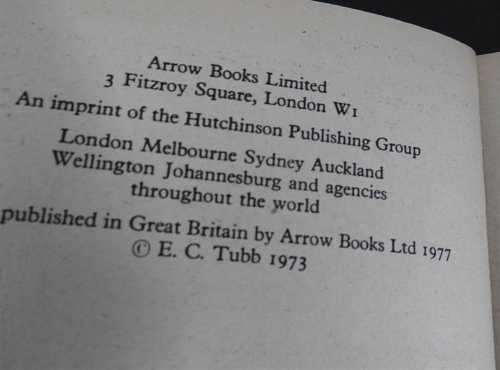 Arrow Books Limited
3 Fitzroy Square, London W1
An imprint of the Hutchinson Publishing Group
London Melbourne Sydney Auckland
Wellington Johannesburg and agencies
throughout the world
published in Great Britain by Arrow Books Ltd 1977
© E. C. Tubb 1973